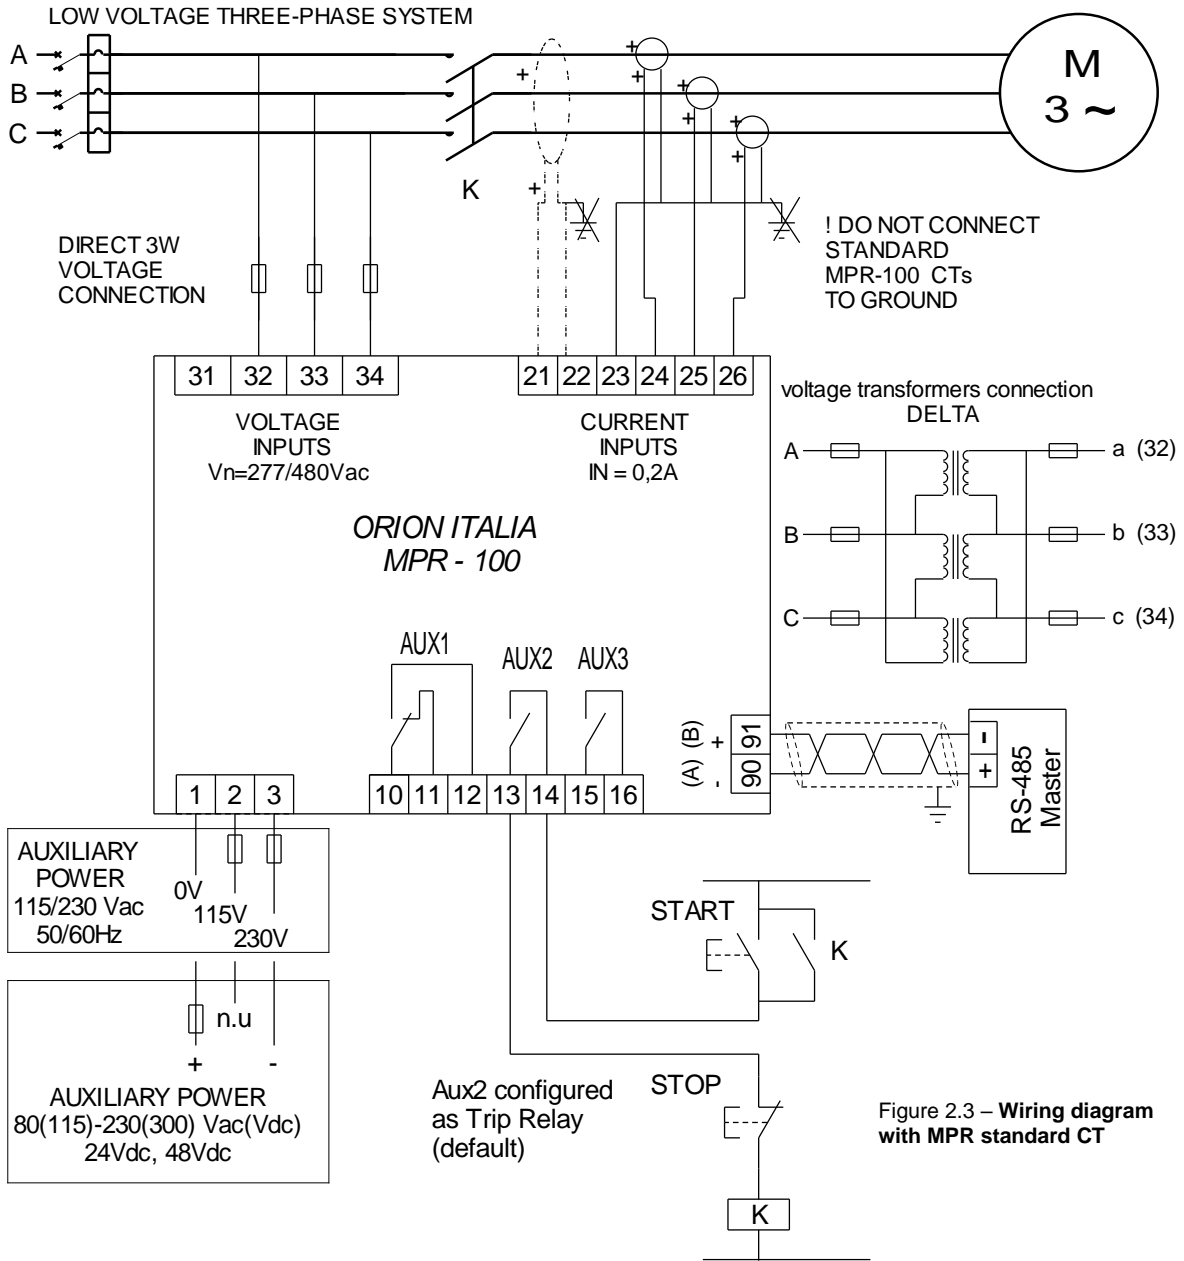 LOW VOLTAGE THREE-PHASE SYSTEM
A
B
C
+
+
+
+
+
+
+
+
K
M
3 ~
DIRECT 3W
VOLTAGE
CONNECTION
! DO NOT CONNECT
STANDARD
MPR-100 CTs
TO GROUND
31 32 33 34
21 22 23 24 25 26
VOLTAGE
INPUTS
Vn=277/480Vac
CURRENT
INPUTS
IN = 0,2A
ORION ITALIA
MPR - 100
voltage transformers connection
DELTA
A a (32)
B b (33)
C c (34)
AUX1 AUX2 AUX3
10 11 12 13 14 15 16
(A) (B)
- +
90 91
-
+
RS-485
Master
1 2 3
AUXILIARY
POWER
115/230 Vac
50/60Hz
0V
115V
230V
n.u
+ -
AUXILIARY POWER
80(115)-230(300) Vac(Vdc)
24Vdc, 48Vdc
START
K
STOP
K
Aux2 configured
as Trip Relay
(default)
Figure 2.3 – Wiring diagram
with MPR standard CT